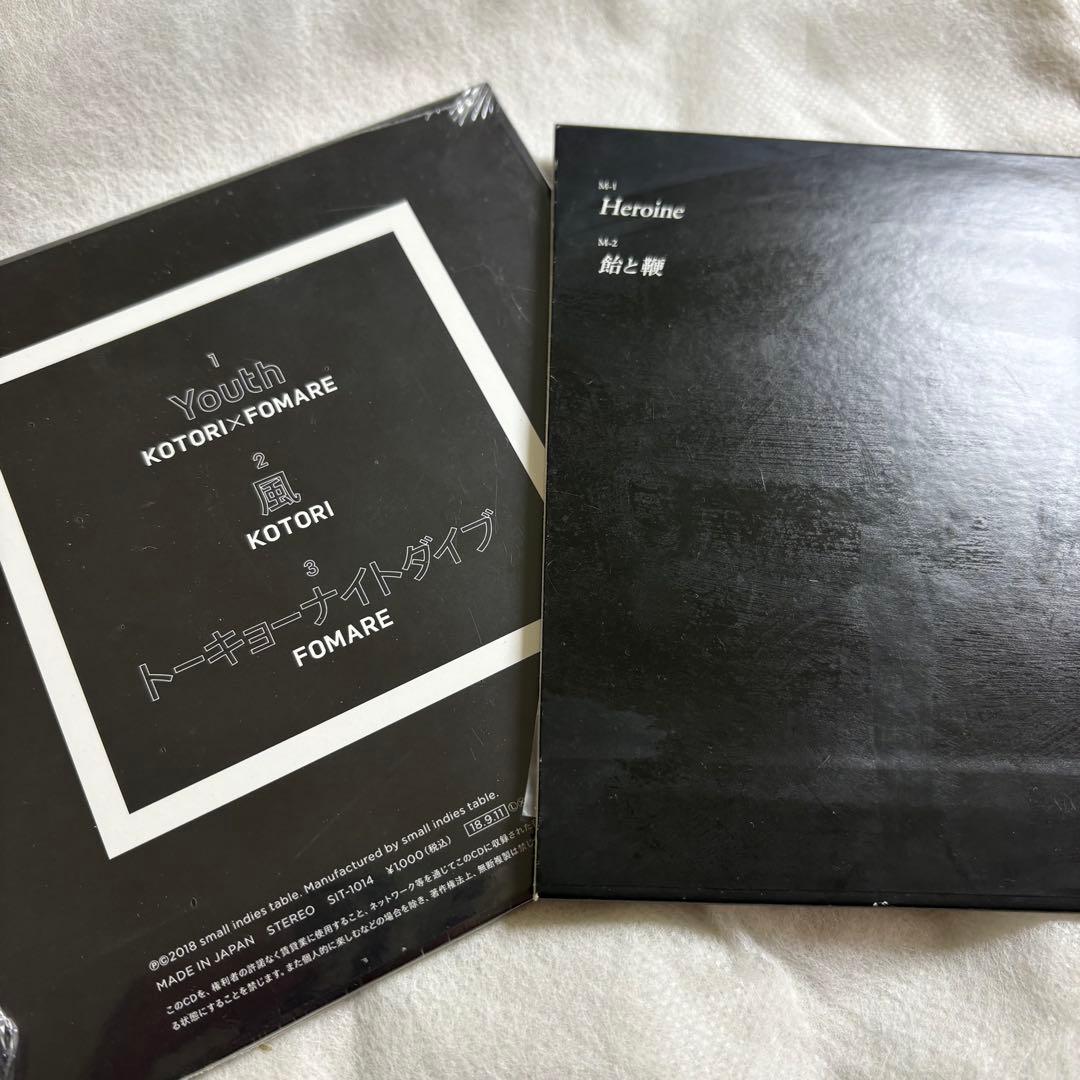 1
Youth
KOTORI×FOMARE
2
風
KOTORI
3
トーキョーナイトダイブ
FOMARE
℗©2018 small indies table. Manufactured by small indies table.
MADE IN JAPAN STEREO SIT-1014 ¥1,000(税込) 18.9.11
このCDを、権利者の許諾なく賃貸業に使用すること、ネットワーク等を通じてこのCDに収録された
る状態にすることを禁じます。また個人的に楽しむなどの場合を除き、著作権法上、無断複製は禁じ
M-1
Heroine
M-2
飴と鞭